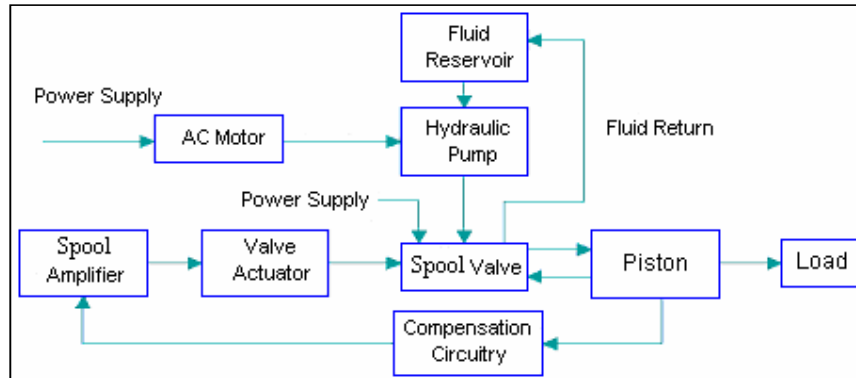 Fluid
Reservoir
Power Supply
AC Motor
Hydraulic
Pump
Fluid Return
Power Supply
Spool
Amplifier
Valve
Actuator
Spool Valve
Piston
Load
Compensation
Circuitry